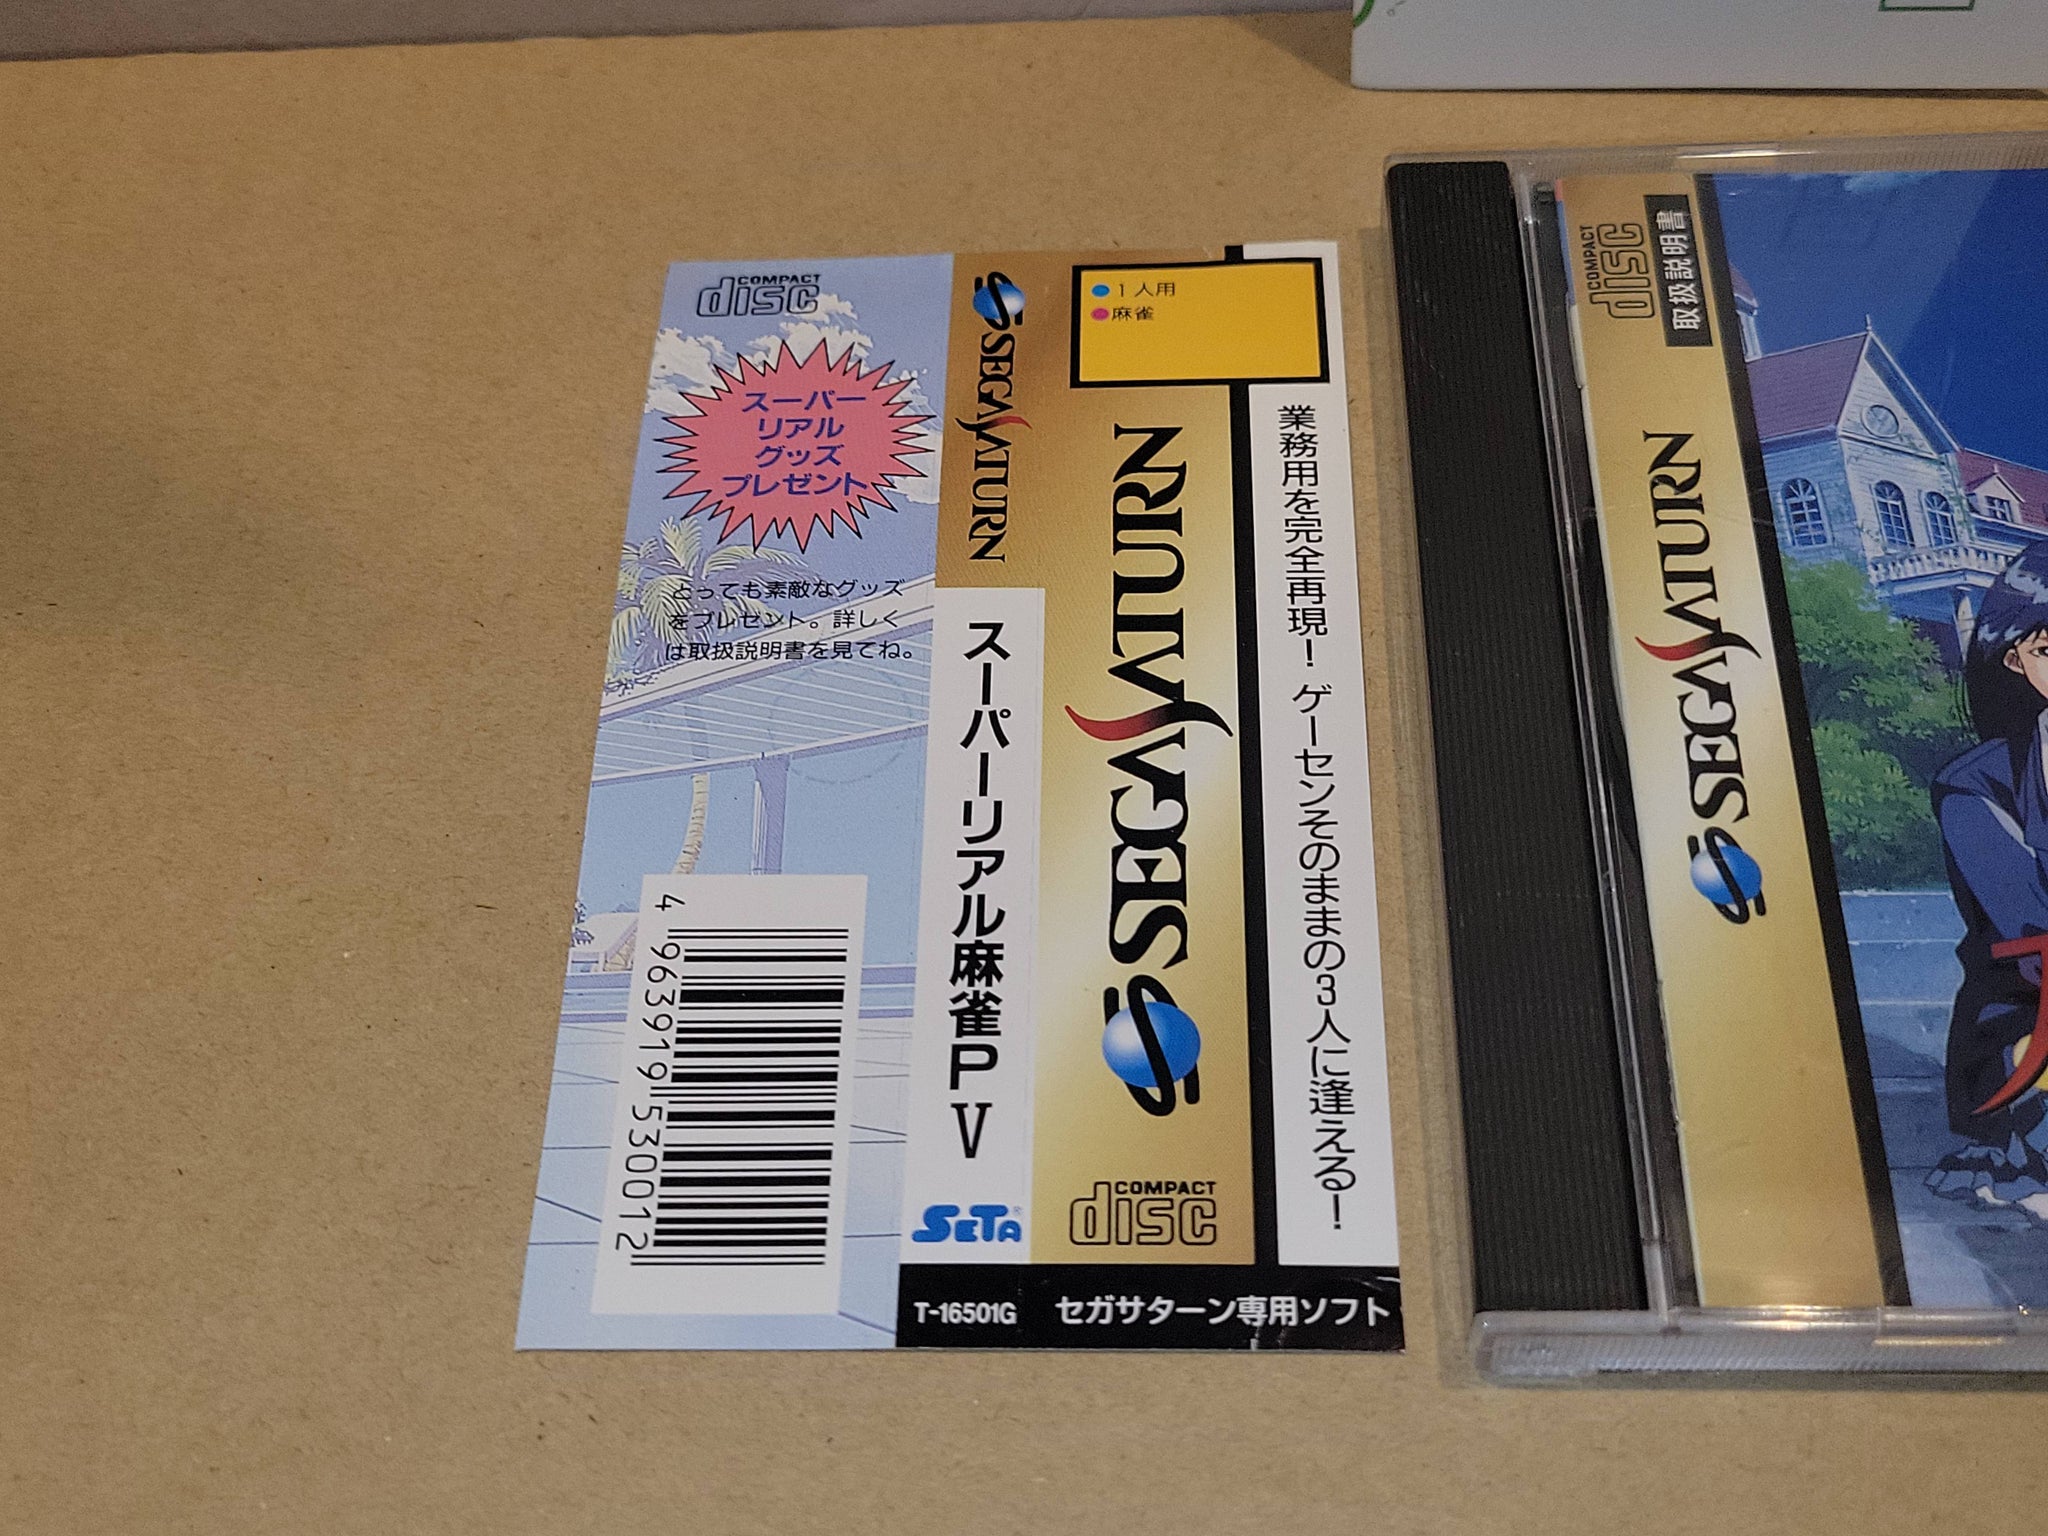 COMPACT
disc
スーパー
リアル
グッズ
プレゼント
とっても素敵なグッズ
をプレゼント。詳しく
は取扱説明書を見てね。
4 963919 530012
SEGA SATURN
スーパーリアル麻雀PⅤ
SETA®
T-16501G
1人用
麻雀
SEGA SATURN
COMPACT
disc
業務用を完全再現！ ゲーセンそのままの3人に逢える！
セガサターン専用ソフト
COMPACT
disc
取扱説明書
SEGA SATURN